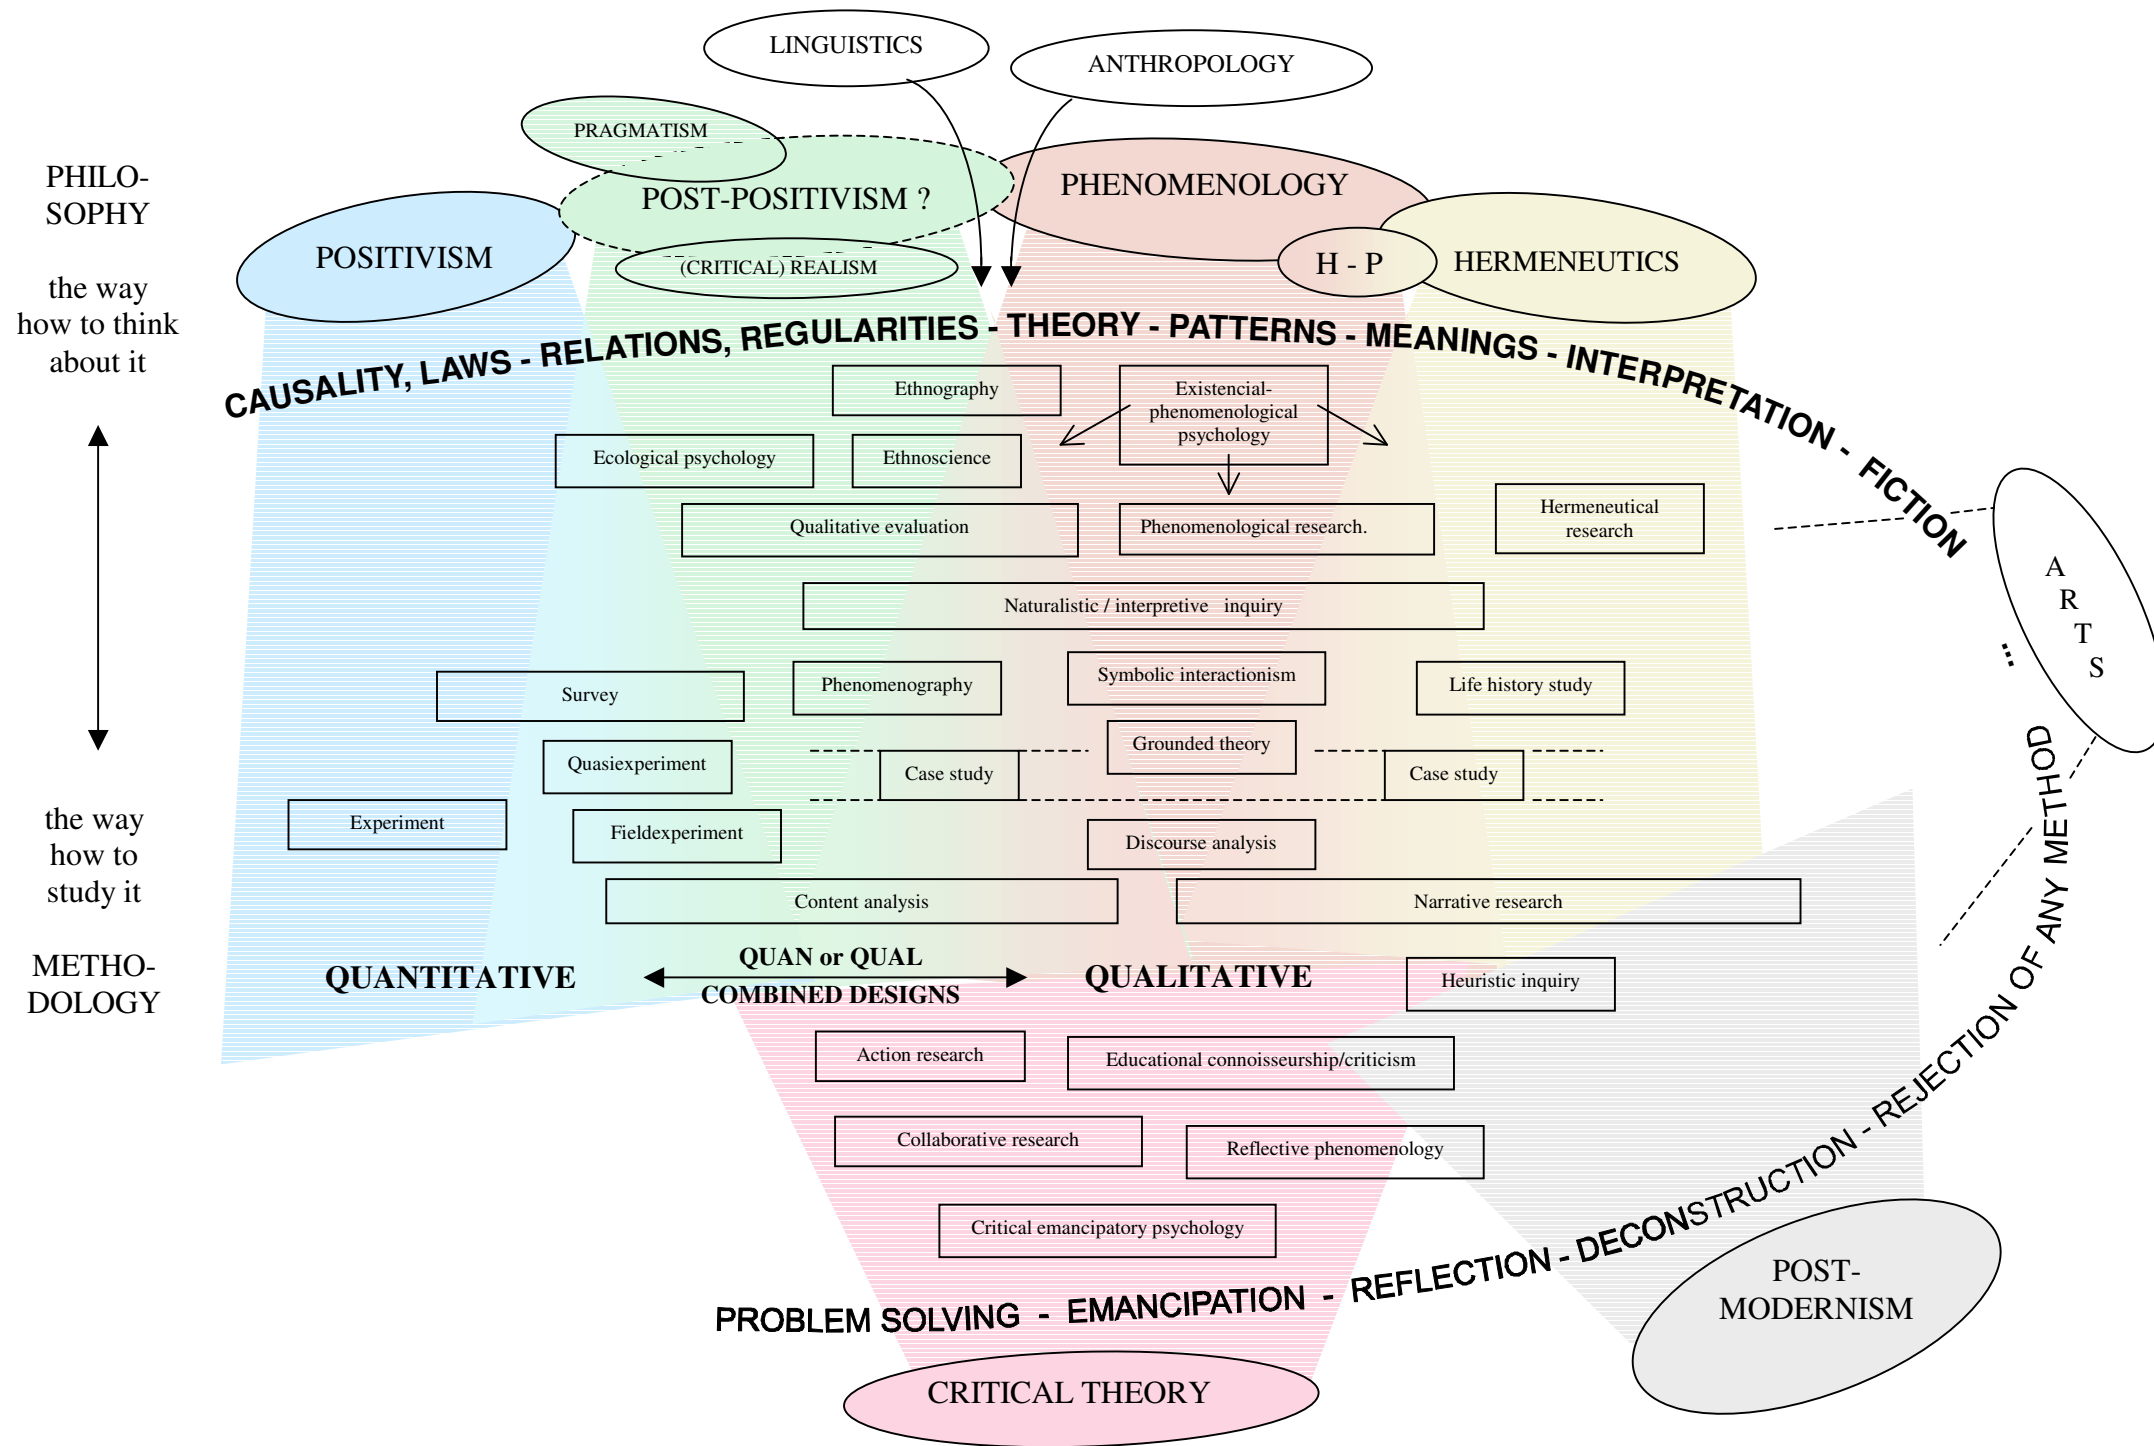 LINGUISTICS
ANTHROPOLOGY
PRAGMATISM
PHILO-
SOPHY
POST-POSITIVISM ?
PHENOMENOLOGY
POSITIVISM
(CRITICAL) REALISM
H - P
HERMENEUTICS
the way
how to think
about it
CAUSALITY, LAWS - RELATIONS, REGULARITIES - THEORY - PATTERNS - MEANINGS - INTERPRETATION - FICTION
Ethnography
Existencial-
phenomenological
psychology
Ecological psychology
Ethnoscience
Qualitative evaluation
Phenomenological research.
Hermeneutical
research
A
R
T
S
Naturalistic / interpretive inquiry
...
Survey
Phenomenography
Symbolic interactionism
Life history study
Quasiexperiment
Case study
Grounded theory
Case study
Experiment
Fieldexperiment
Discourse analysis
the way
how to
study it
Content analysis
Narrative research
METHO-
DOLOGY
QUANTITATIVE
QUAN or QUAL
COMBINED DESIGNS
QUALITATIVE
Heuristic inquiry
Action research
Educational connoisseurship/criticism
Collaborative research
Reflective phenomenology
Critical emancipatory psychology
PROBLEM SOLVING - EMANCIPATION - REFLECTION - DECONSTRUCTION - REJECTION OF ANY METHOD
POST-
MODERNISM
CRITICAL THEORY